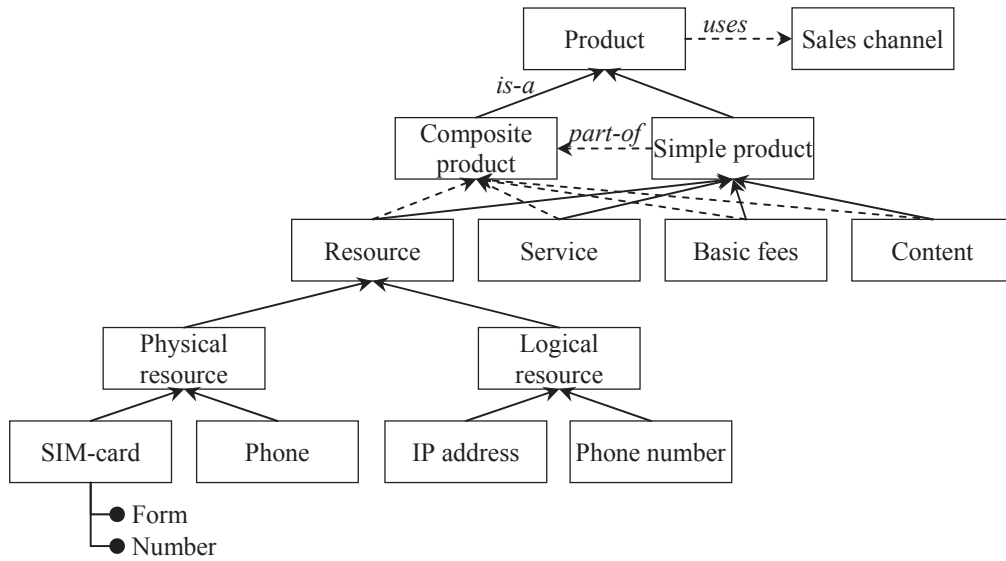 Product
uses
Sales channel
is-a
Composite
product
part-of
Simple product
Resource
Service
Basic fees
Content
Physical
resource
Logical
resource
SIM-card
Phone
IP address
Phone number
Form
Number